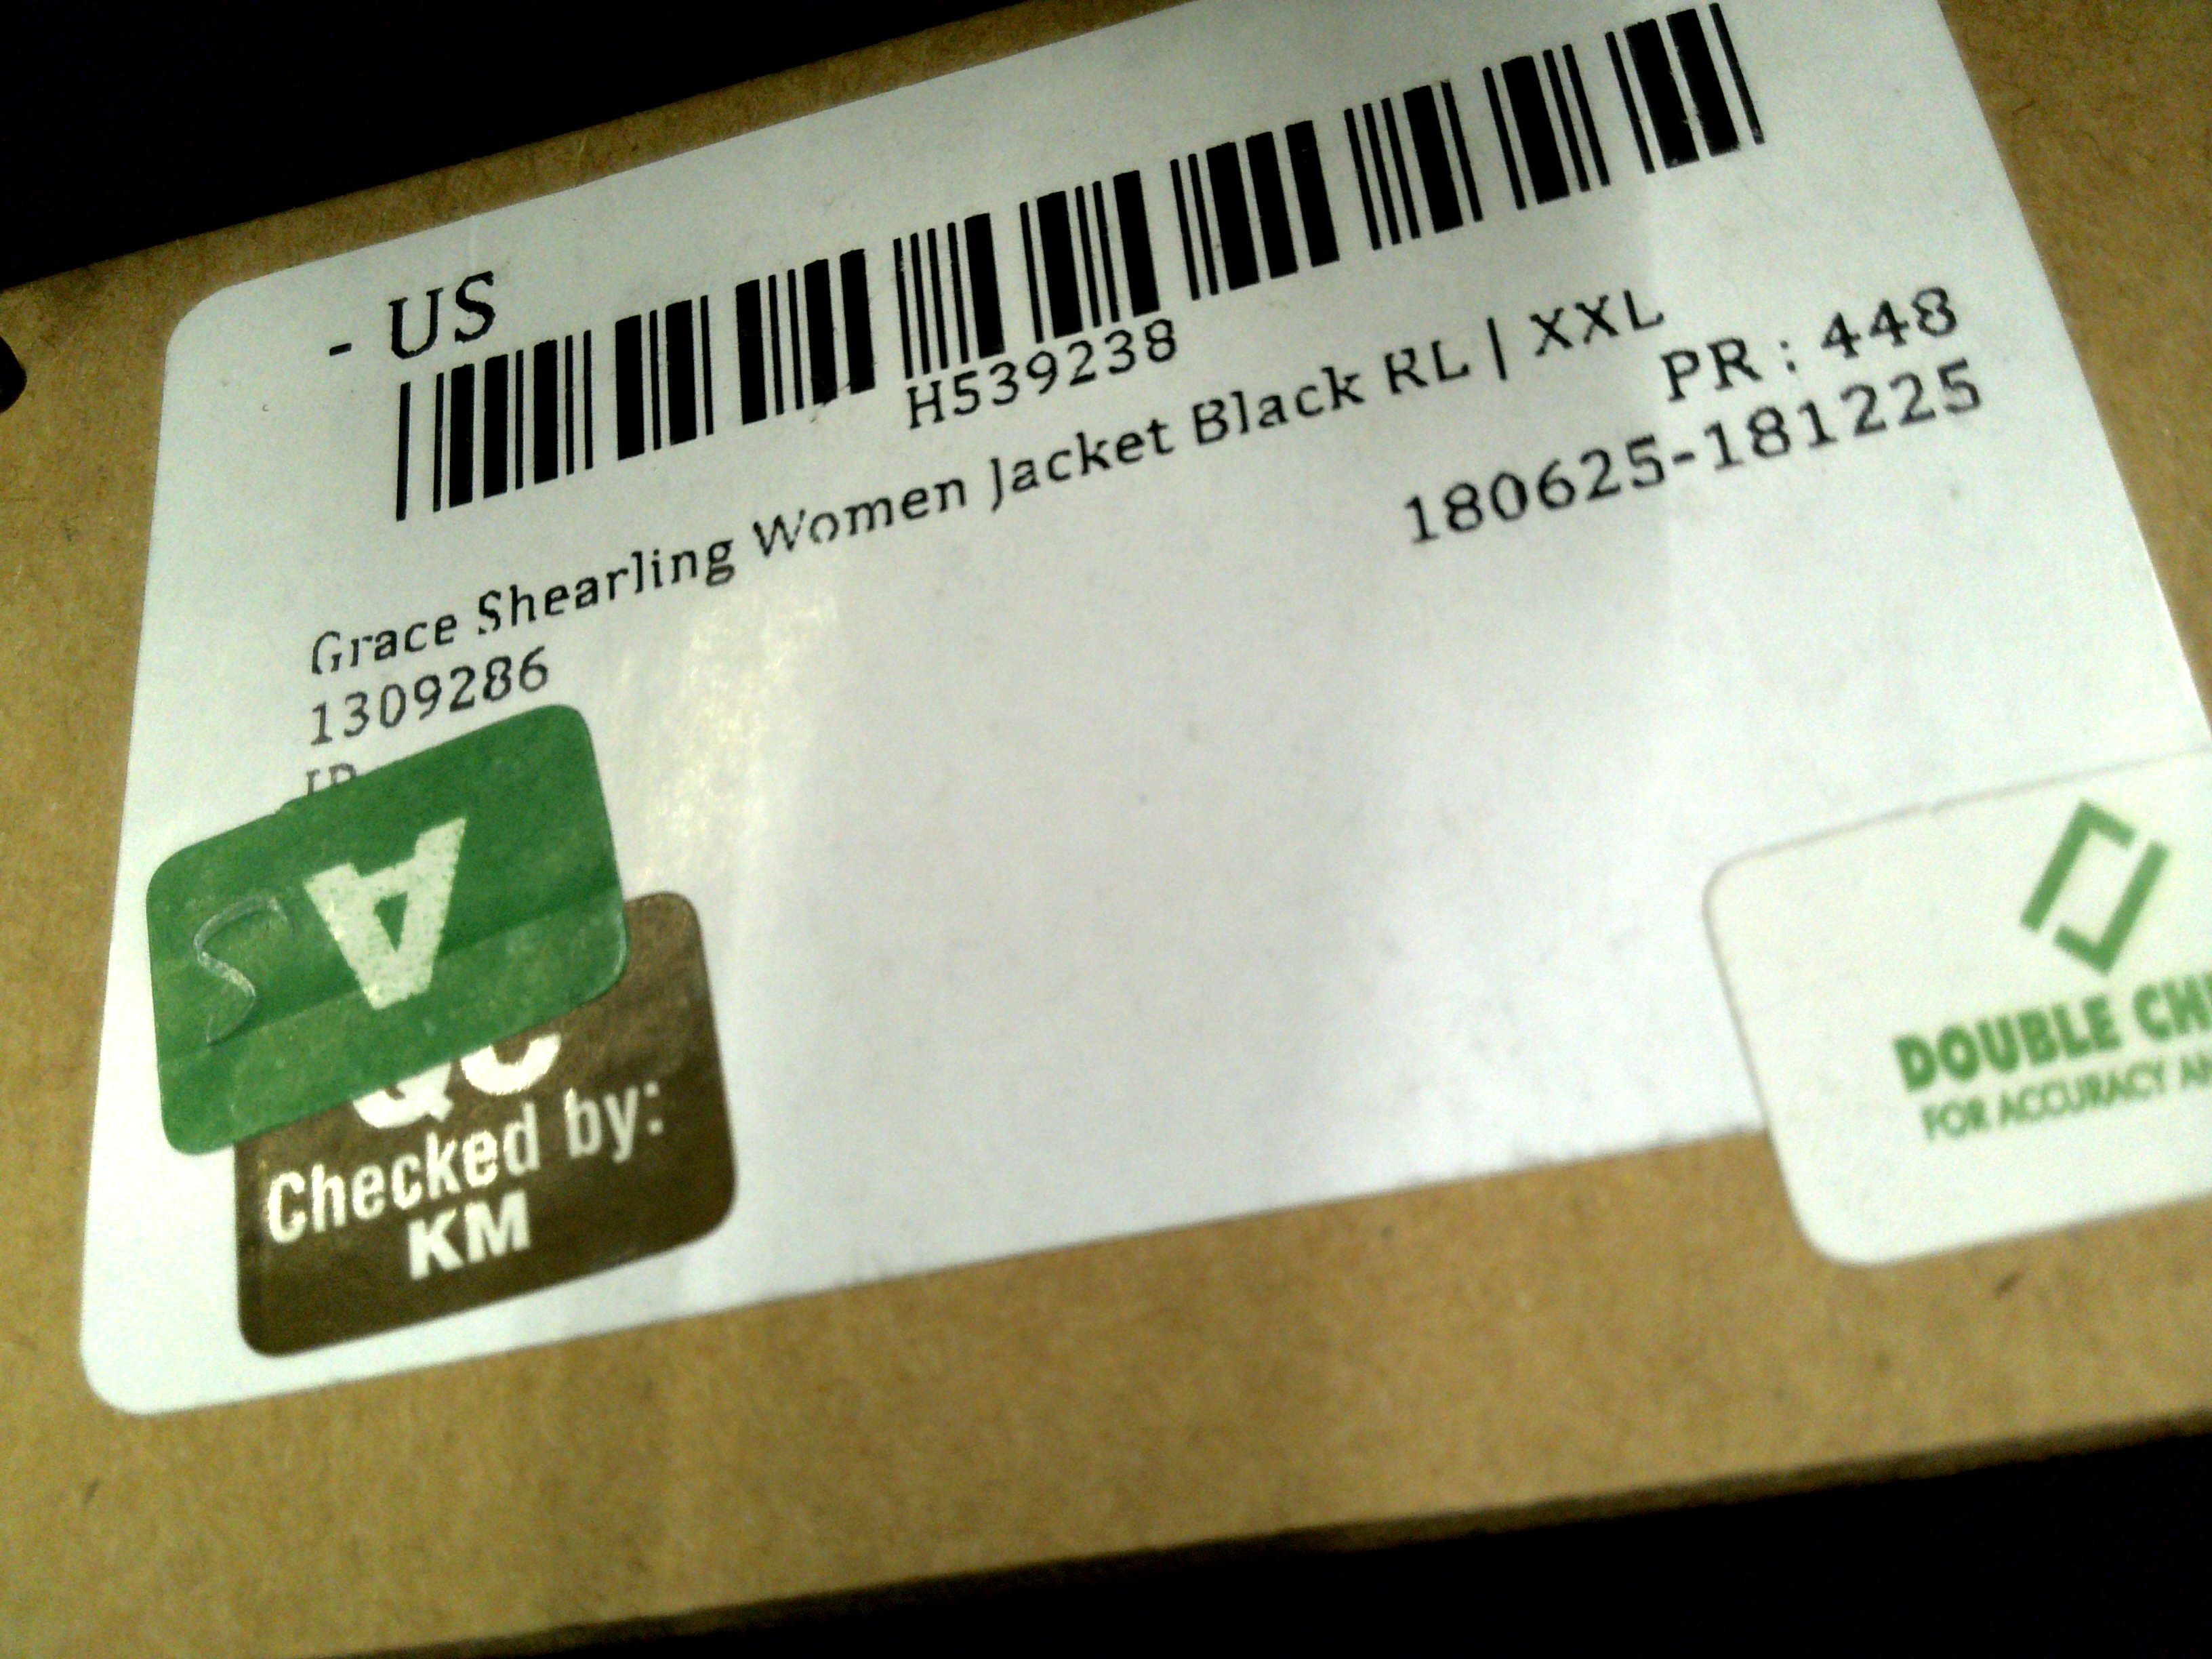 - US
H539238
Grace Shearling Women Jacket Black RL | XXL
PR : 448
1309286
180625-181225
A
QC
Checked by:
KM
DOUBLE
FOR ACCURACY